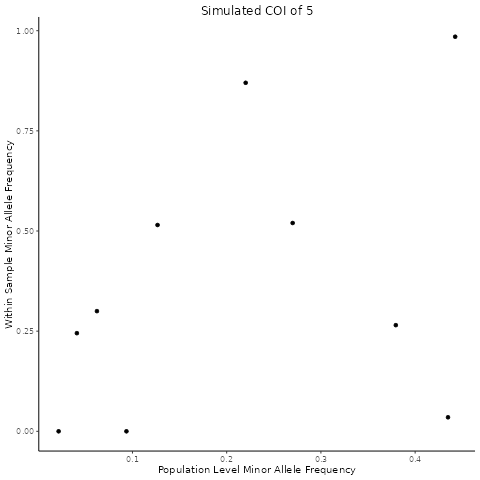 Simulated COI of 5
Within Sample Minor Allele Frequency
1.00
0.75
0.50
0.25
0.00
0.1 0.2 0.3 0.4
Population Level Minor Allele Frequency